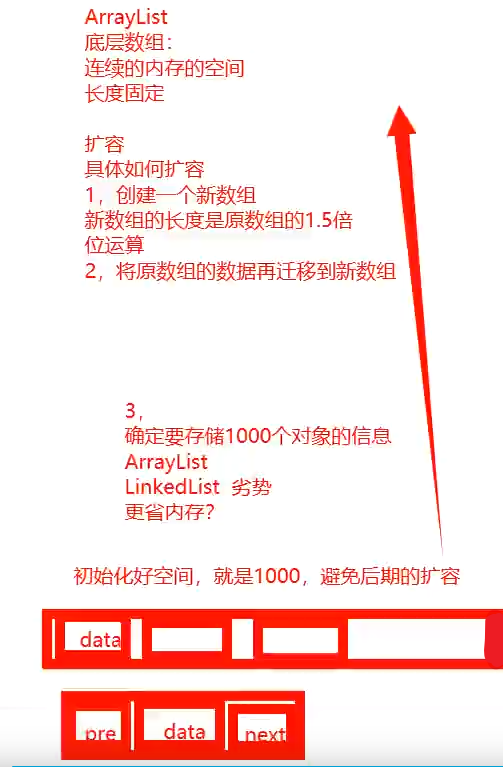 ArrayList
底层数组：
连续的内存的空间
长度固定
扩容
具体如何扩容
1，创建一个新数组
新数组的长度是原数组的1.5倍
位运算
2，将原数组的数据再迁移到新数组
3，
确定要存储1000个对象的信息
ArrayList
LinkedList 劣势
更省内存？
初始化好空间，就是1000，避免后期的扩容
data
pre data next